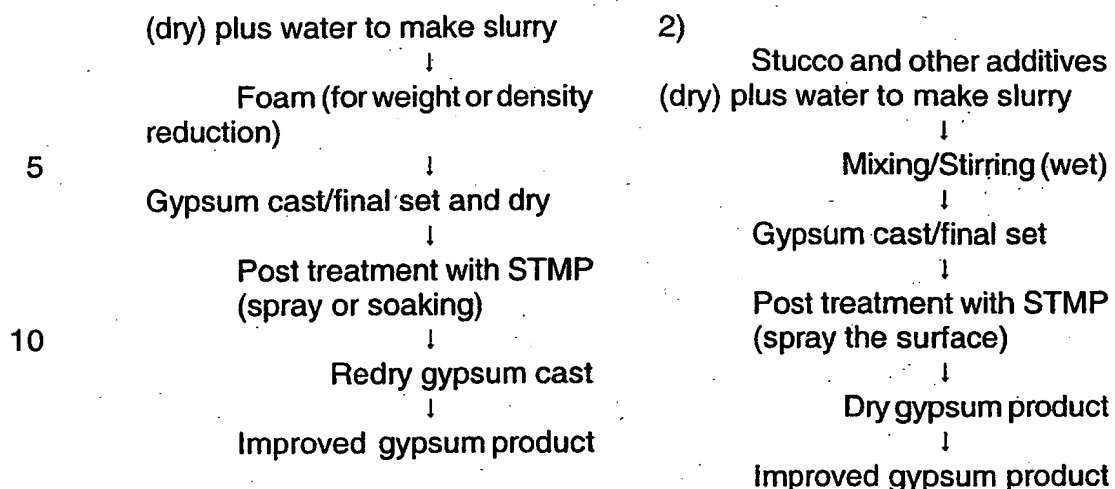 (dry) plus water to make slurry
↓
Foam (for weight or density
reduction)
5
↓
Gypsum cast/final set and dry
↓
Post treatment with STMP
(spray or soaking)
10
↓
Redry gypsum cast
↓
Improved gypsum product
2)
Stucco and other additives
(dry) plus water to make slurry
↓
Mixing/Stirring (wet)
↓
Gypsum cast/final set
↓
Post treatment with STMP
(spray the surface)
↓
Dry gypsum product
↓
Improved gypsum product